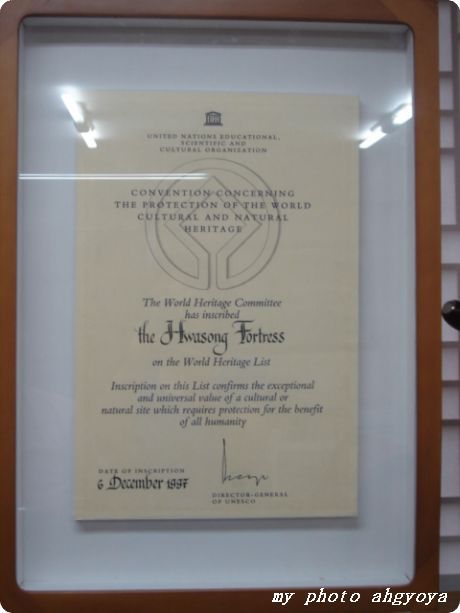 UNITED NATIONS EDUCATIONAL,
SCIENTIFIC AND
CULTURAL ORGANIZATION
CONVENTION CONCERNING
THE PROTECTION OF THE WORLD
CULTURAL AND NATURAL
HERITAGE
The World Heritage Committee
has inscribed
the Hwasong Fortress
on the World Heritage List
Inscription on this List confirms the exceptional
and universal value of a cultural or
natural site which requires protection for the benefit
of all humanity
DATE OF INSCRIPTION
6 December 1997
DIRECTOR-GENERAL
OF UNESCO
my photo ahgyoya